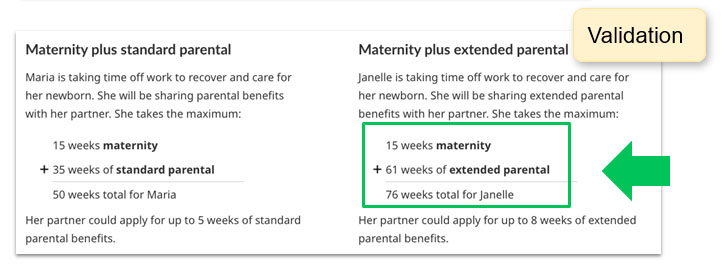 Validation
Maternity plus standard parental
Maria is taking time off work to recover and care for
her newborn. She will be sharing parental benefits
with her partner. She takes the maximum:
15 weeks maternity
+ 35 weeks of standard parental
50 weeks total for Maria
Her partner could apply for up to 5 weeks of standard
parental benefits.
Maternity plus extended parental
Janelle is taking time off work to recover and care for
her newborn. She will be sharing extended parental
benefits with her partner. She takes the maximum:
15 weeks maternity
+ 61 weeks of extended parental
76 weeks total for Janelle
Her partner could apply for up to 8 weeks of extended
parental benefits.